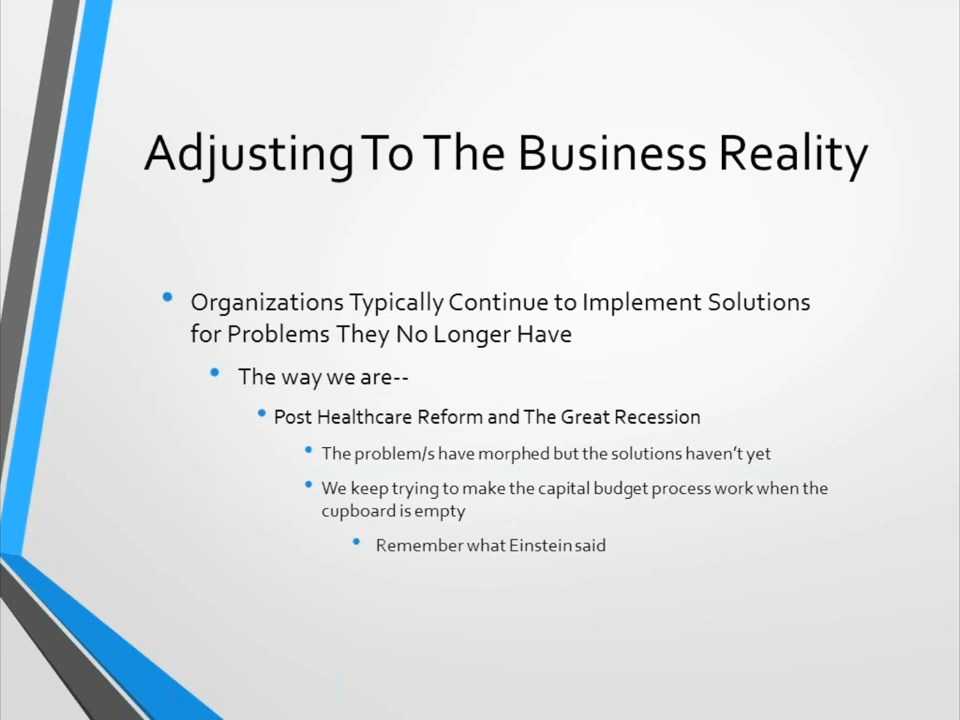 Adjusting To The Business Reality
• Organizations Typically Continue to Implement Solutions
for Problems They No Longer Have
• The way we are--
• Post Healthcare Reform and The Great Recession
• The problem/s have morphed but the solutions haven't yet
• We keep trying to make the capital budget process work when the
cupboard is empty
• Remember what Einstein said